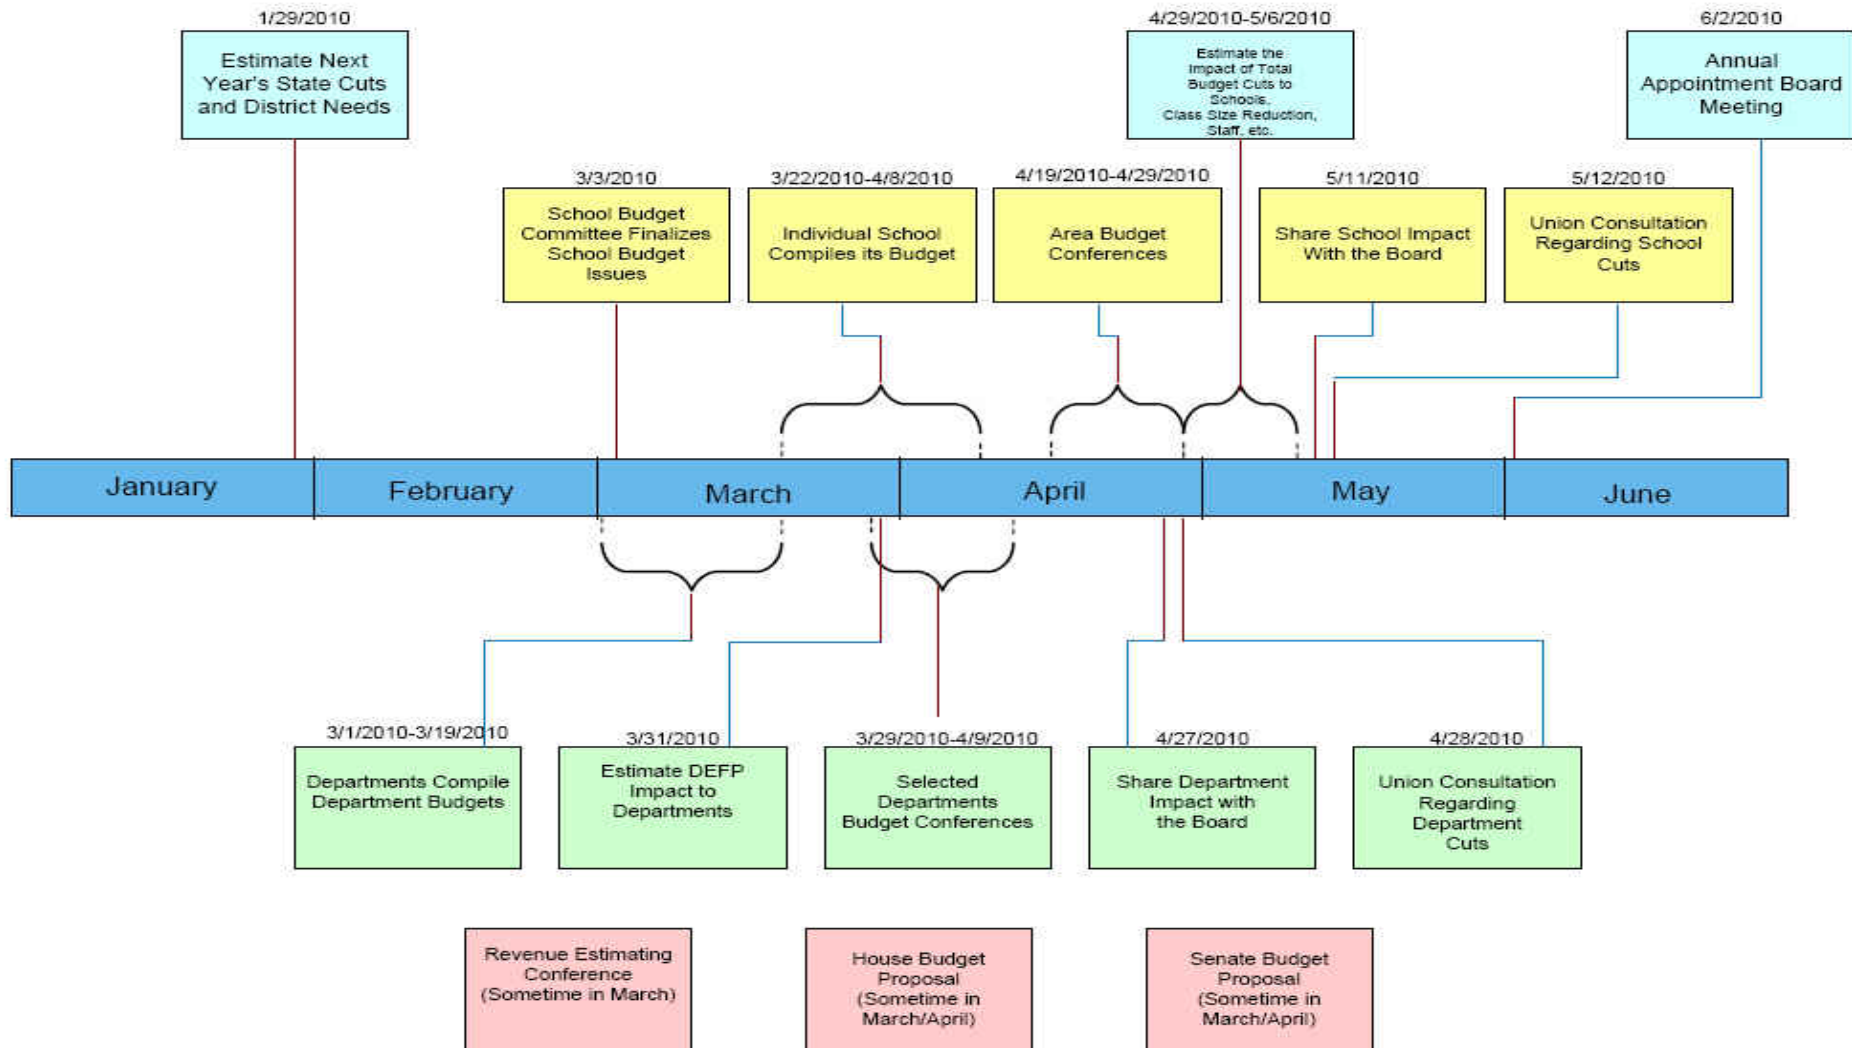 1/29/2010
Estimate Next
Year's State Cuts
and District Needs
4/29/2010-5/6/2010
Estimate the
Impact of Total
Budget Cuts to
Schools.
Class Size Reduction,
Staff, etc.
6/2/2010
Annual
Appointment Board
Meeting
3/3/2010
School Budget
Committee Finalizes
School Budget
Issues
3/22/2010-4/8/2010
Individual School
Compiles its Budget
4/19/2010-4/29/2010
Area Budget
Conferences
5/11/2010
Share School Impact
With the Board
5/12/2010
Union Consultation
Regarding School
Cuts
January
February
March
April
May
June
3/1/2010-3/19/2010
Departments Compile
Department Budgets
3/31/2010
Estimate DEFP
Impact to
Departments
3/29/2010-4/9/2010
Selected
Departments
Budget Conferences
4/27/2010
Share Department
Impact with
the Board
4/28/2010
Union Consultation
Regarding
Department
Cuts
Revenue Estimating
Conference
(Sometime in March)
House Budget
Proposal
(Sometime in
March/April)
Senate Budget
Proposal
(Sometime in
March/April)